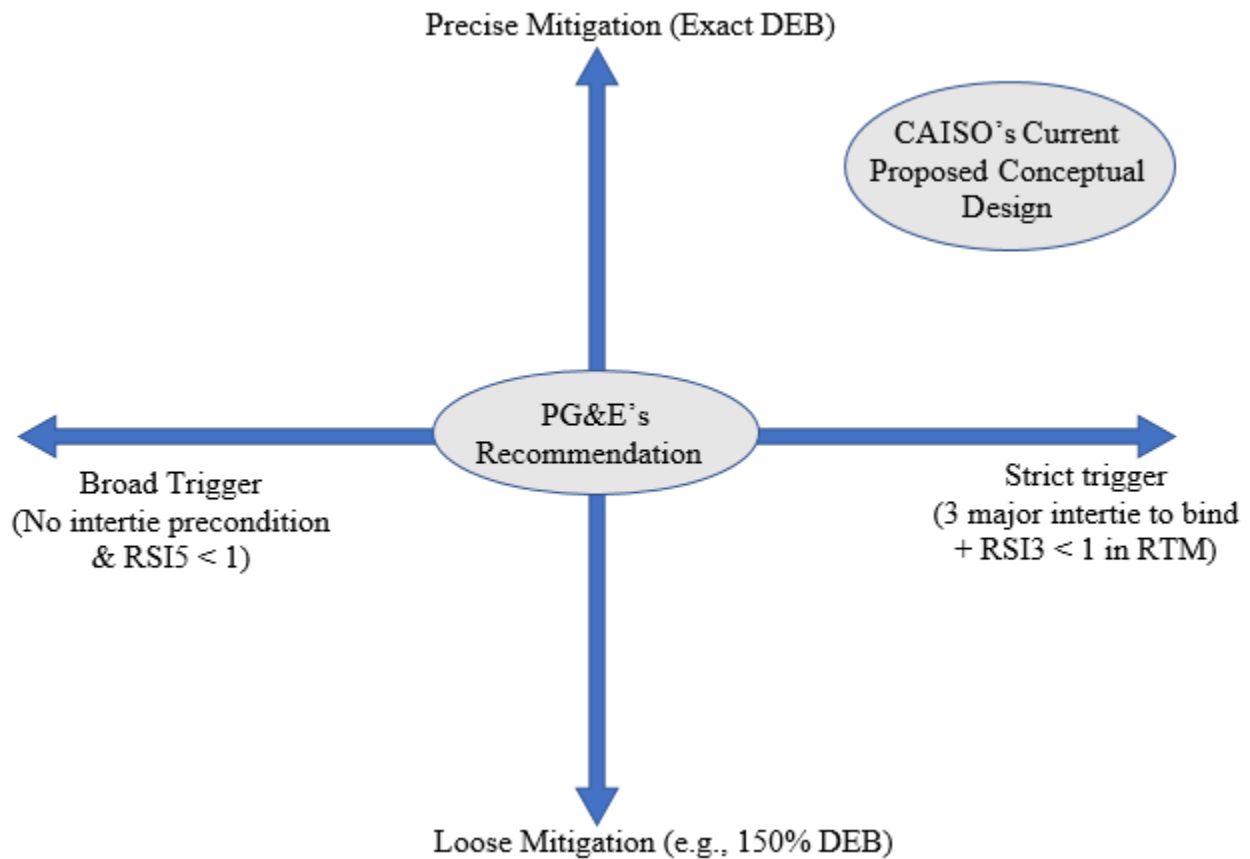 Precise Mitigation (Exact DEB)
CAISO’s Current
Proposed Conceptual
Design
PG&E’s
Recommendation
Broad Trigger
(No intertie precondition
& RSI5 < 1)
Strict trigger
(3 major intertie to bind
+ RSI3 < 1 in RTM)
Loose Mitigation (e.g., 150% DEB)